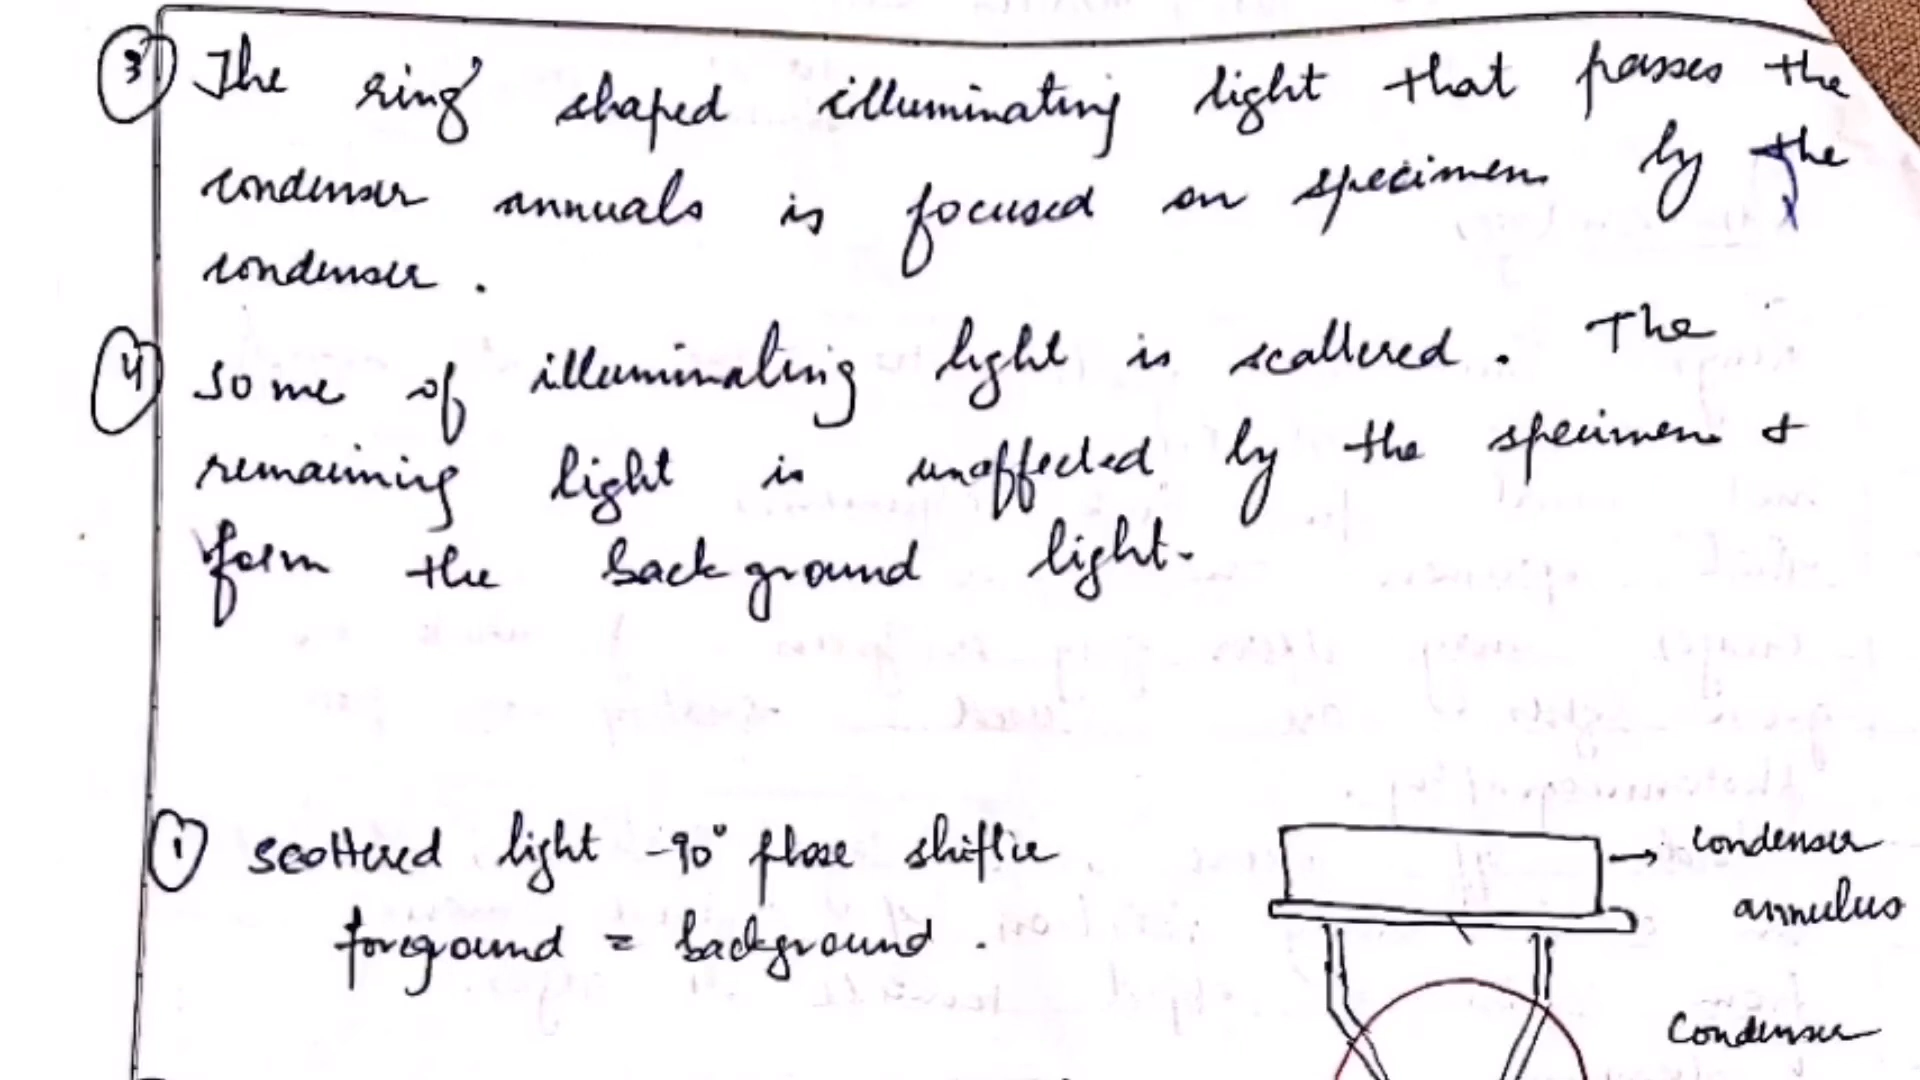 ③ The ring shaped illuminating light that passes the
condenser annuals is focused on specimen by the
condenser.
④ Some of illuminating light is scattered. The
remaining light is unaffected by the specimen &
form the background light.
① scattered light -90° phase shift
foreground = background.
→ condenser
annulus
Condenser